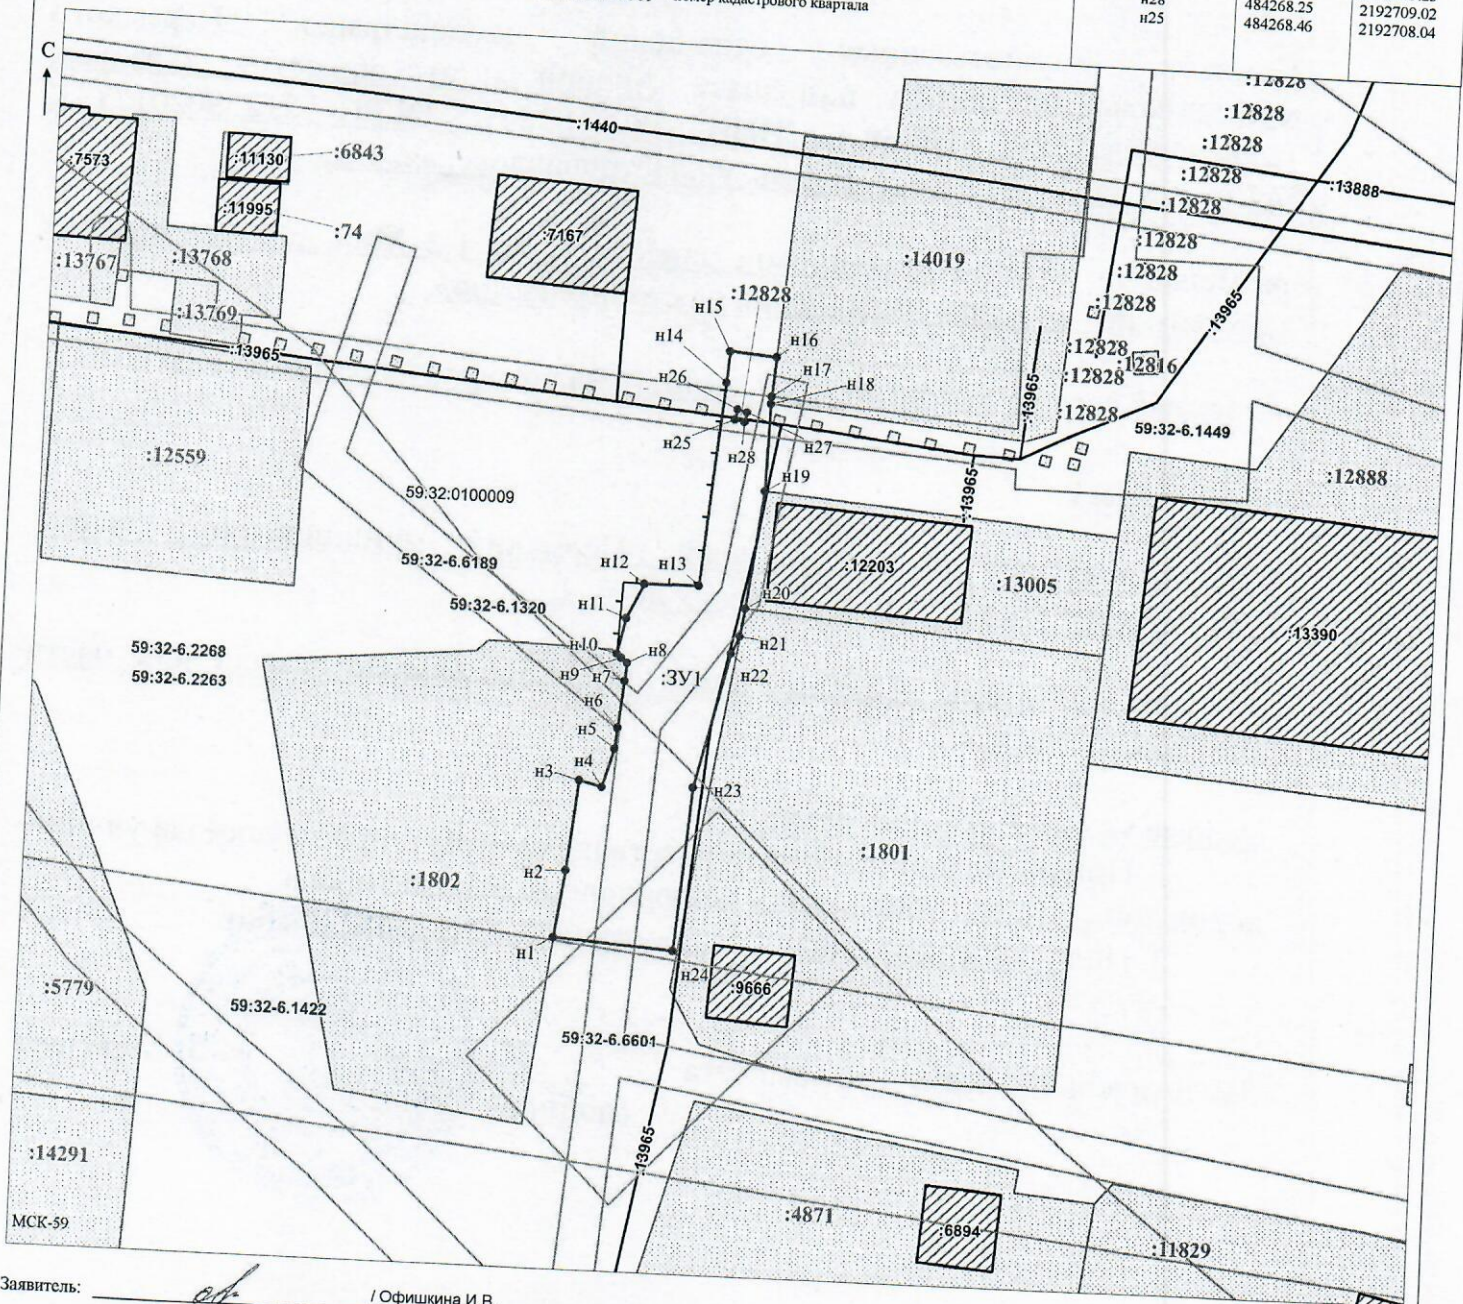 номер кадастрового квартала
н28 484268.25 2192709.02
н25 484268.46 2192708.04
С
:12828
:1440
:12828
:12828
:7573
:11130
:6843
:12828
:13888
:11995
:12828
:74
:7167
:12828
:13767
:13768
:14019
:12828
:12828
:12828
:13769
:13965
н15
н16
:12828
:13965
н14
:12816
н17
:12828
н26
н18
:13965
:12828
н25
н28
н27
59:32-6.1449
:12559
н19
:12888
59:32:0100009
:13965
59:32-6.6189
н12
н13
:12203
:13005
59:32-6.1320
н11
н20
59:32-6.2268
н10
н21
:13390
н9
н8
н22
59:32-6.2263
н7
:ЗУ1
н6
н5
н4
н3
н23
:1801
н2
:1802
н1
н24
:5779
:9666
59:32-6.1422
59:32-6.6601
:13965
:14291
:4871
МСК-59
:6894
:11829
Заявитель: / Офишкина И.В.